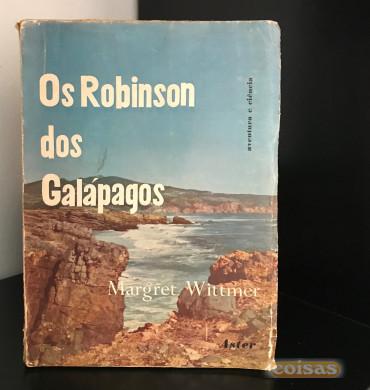 Os Robinson
dos
Galápagos
aventura e ciência
Margret Wittmer
Aster
coisas